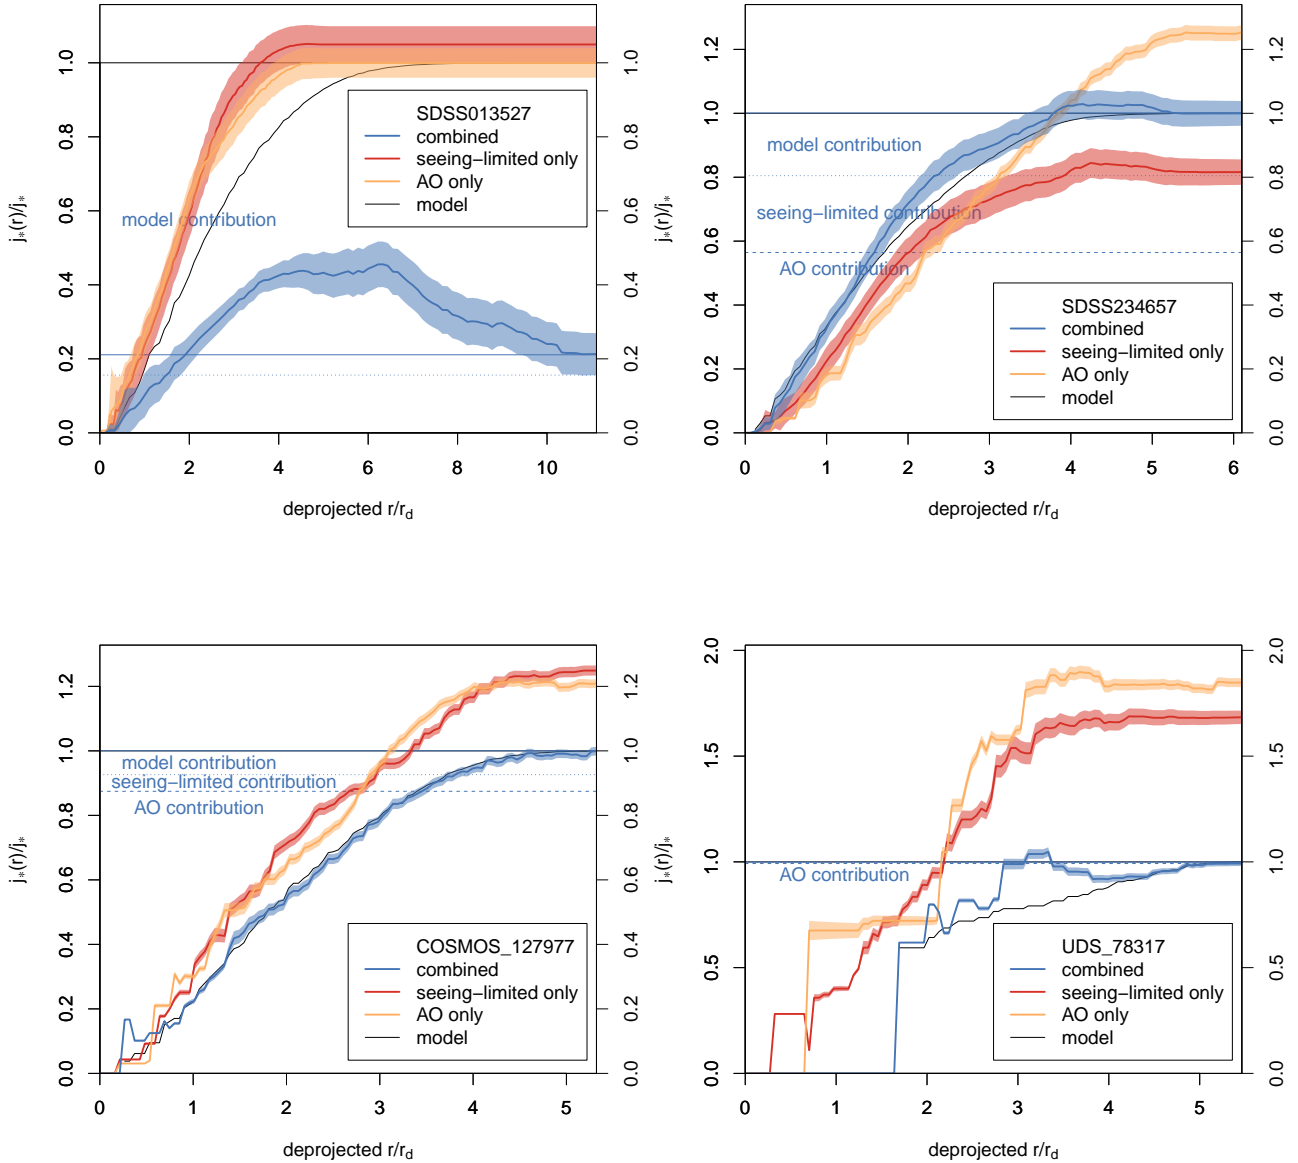 SDSS013527
combined
seeing−limited only
AO only
model
model contribution
j*(r)/j*
0.0 0.2 0.4 0.6 0.8 1.0
0.0 0.2 0.4 0.6 0.8 1.0
0 2 4 6 8 10
deprojected r/rd
SDSS234657
combined
seeing−limited only
AO only
model
model contribution
seeing−limited contribution
AO contribution
j*(r)/j*
0.0 0.2 0.4 0.6 0.8 1.0 1.2
0.0 0.2 0.4 0.6 0.8 1.0 1.2
0 1 2 3 4 5 6
deprojected r/rd
COSMOS_127977
combined
seeing−limited only
AO only
model
model contribution
seeing−limited contribution
AO contribution
j*(r)/j*
0.0 0.2 0.4 0.6 0.8 1.0 1.2
0.0 0.2 0.4 0.6 0.8 1.0 1.2
0 1 2 3 4 5
deprojected r/rd
UDS_78317
combined
seeing−limited only
AO only
model
AO contribution
j*(r)/j*
0.0 0.5 1.0 1.5 2.0
0.0 0.5 1.0 1.5 2.0
0 1 2 3 4 5
deprojected r/rd